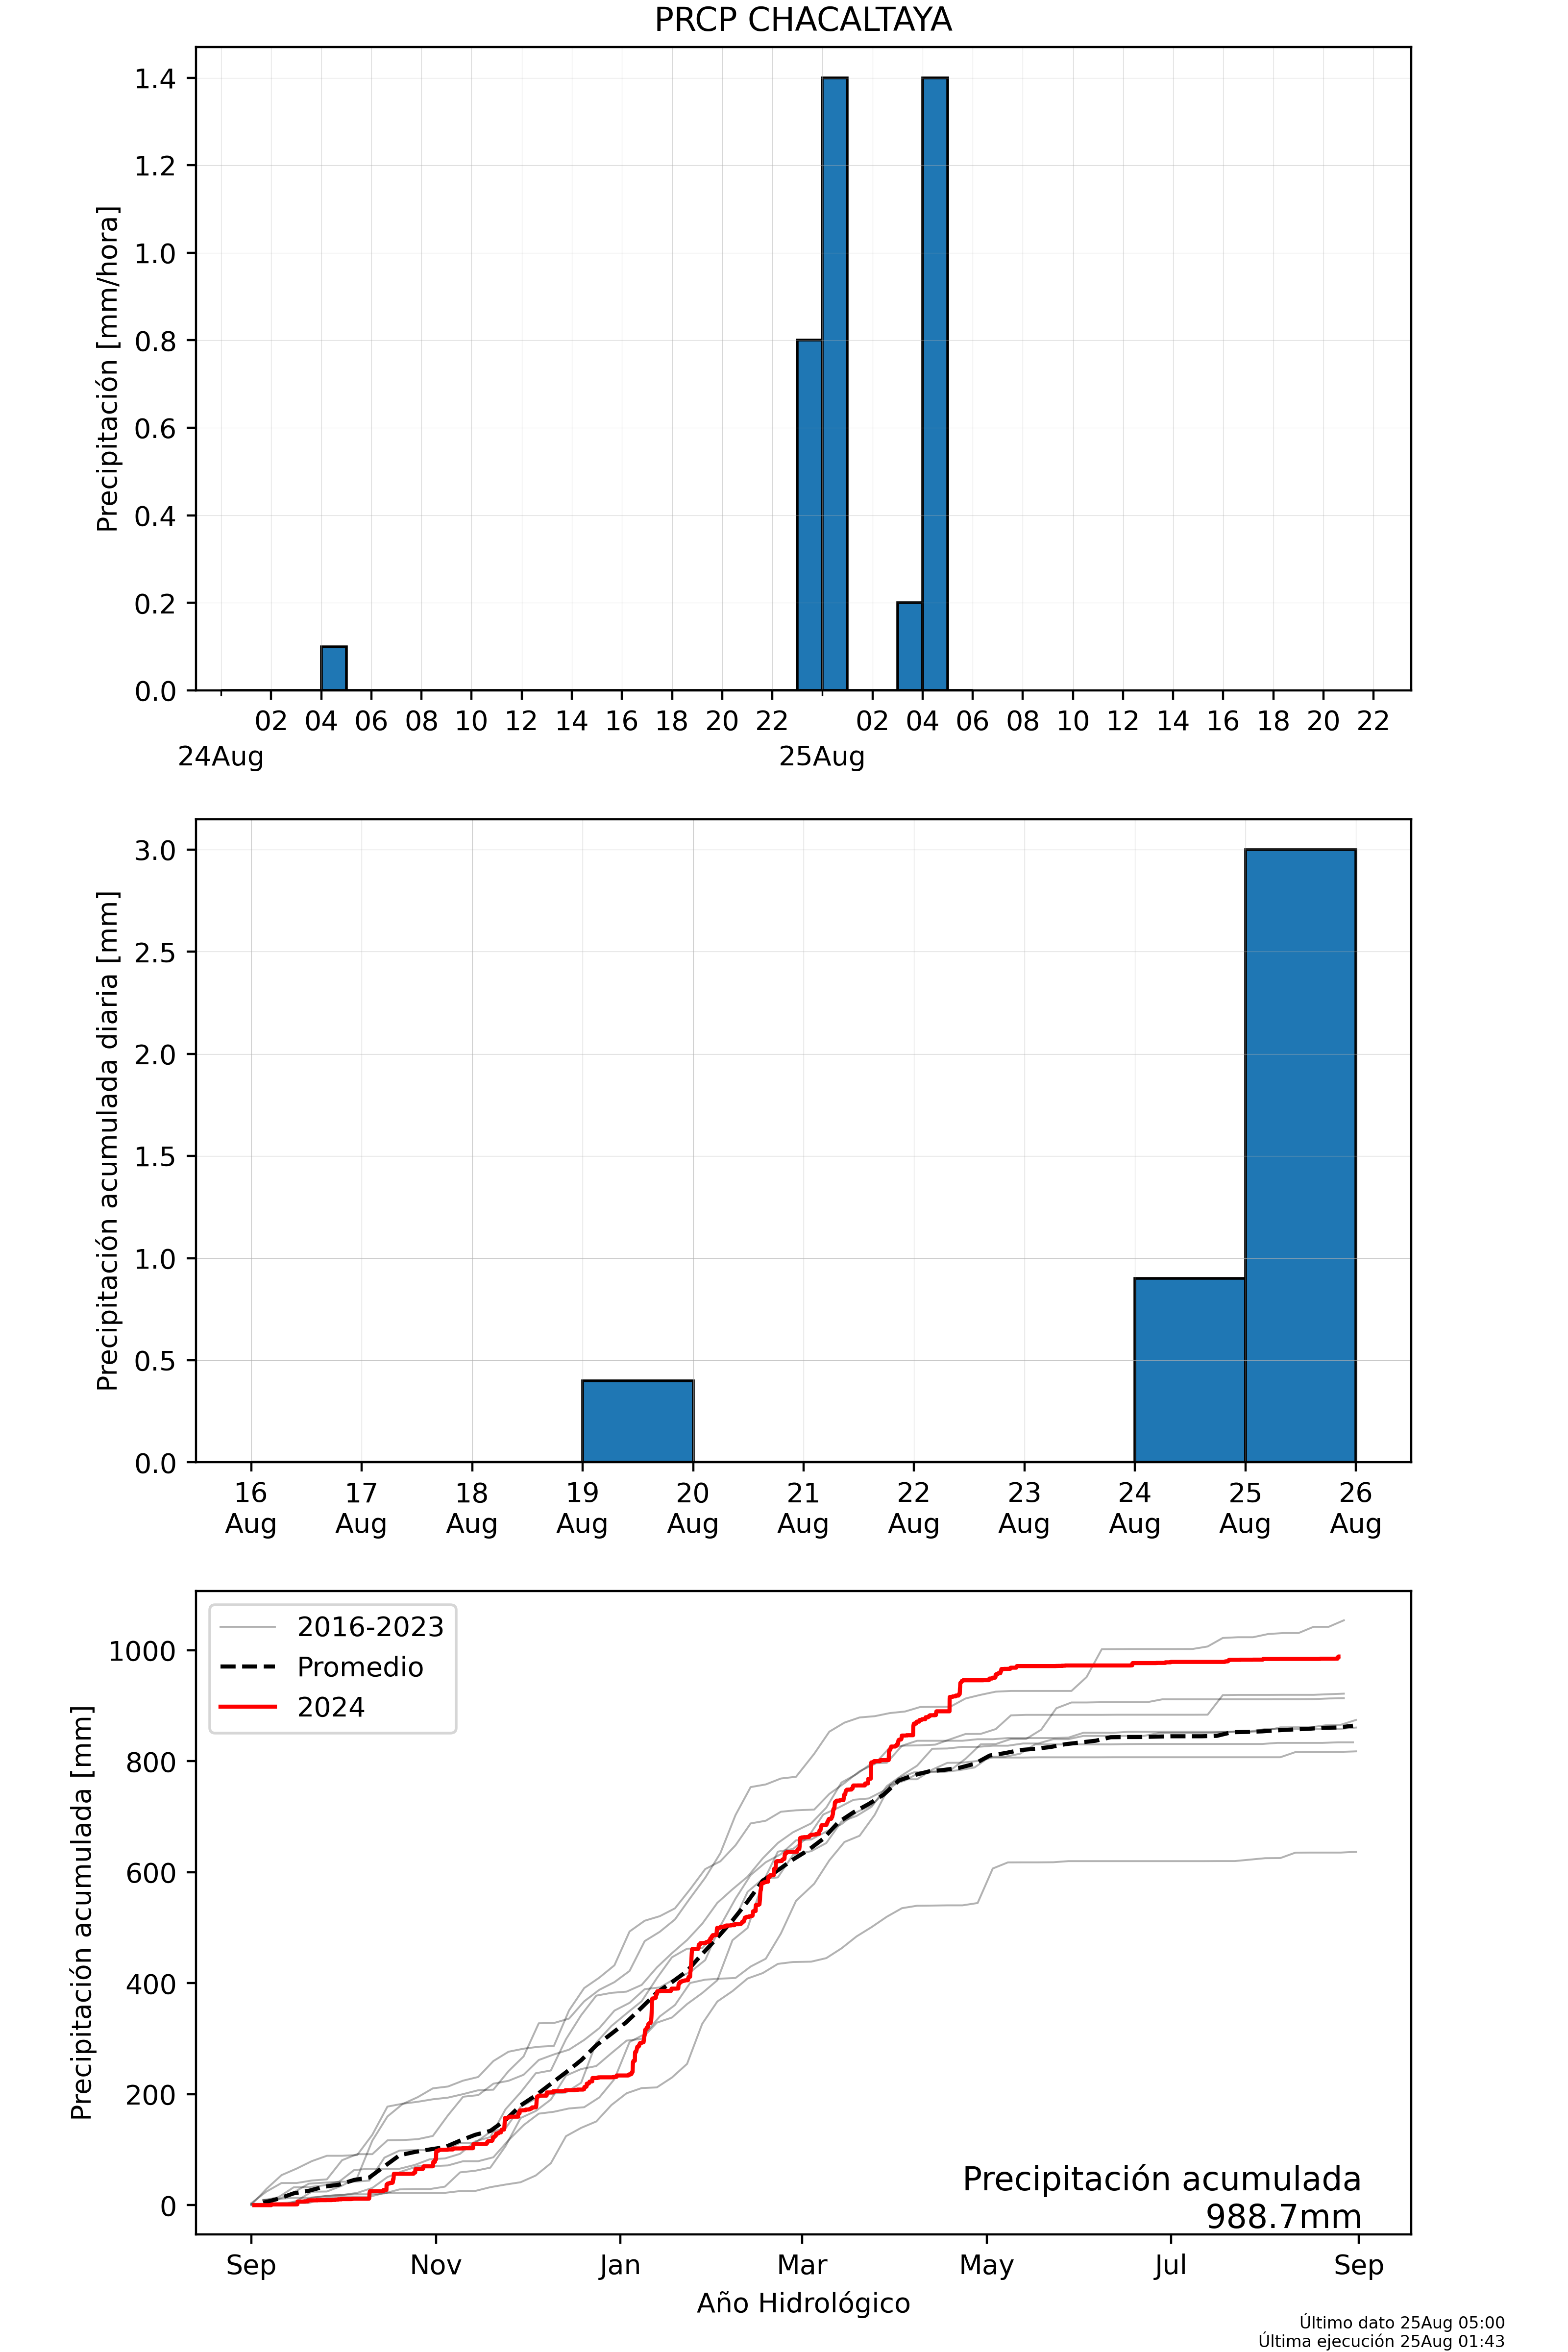 PRCP CHACALTAYA
Precipitación [mm/hora]
1.4
1.2
1.0
0.8
0.6
0.4
0.2
0.0
02 04 06 08 10 12 14 16 18 20 22 02 04 06 08 10 12 14 16 18 20 22
24Aug 25Aug
Precipitación acumulada diaria [mm]
3.0
2.5
2.0
1.5
1.0
0.5
0.0
16 17 18 19 20 21 22 23 24 25 26
Aug Aug Aug Aug Aug Aug Aug Aug Aug Aug Aug
Precipitación acumulada [mm]
1000
800
600
400
200
0
2016-2023
Promedio
2024
Precipitación acumulada
988.7mm
Sep Nov Jan Mar May Jul Sep
Año Hidrológico
Último dato 25Aug 05:00
Última ejecución 25Aug 01:43